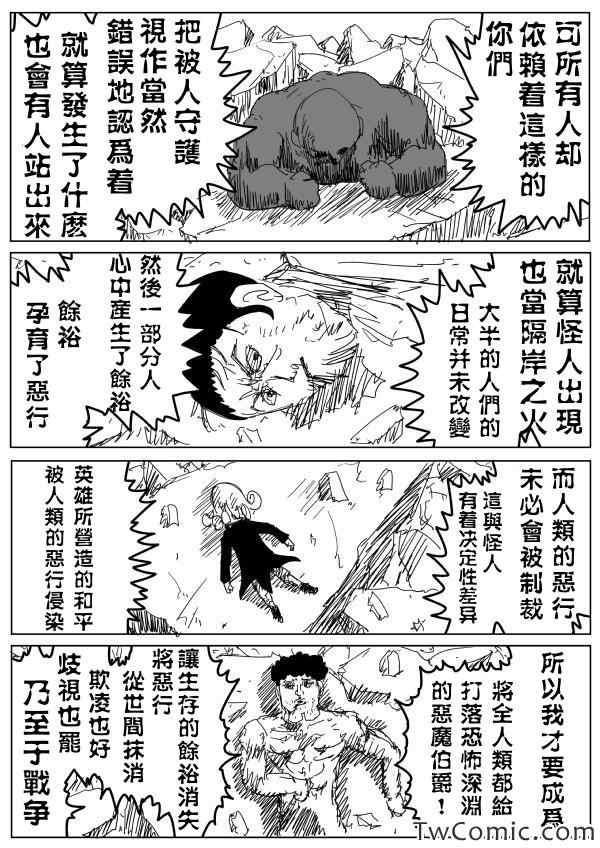 可所有人却
依賴着這樣的
你們
把被人守護
視作當然
錯誤地認爲着
就算發生了什麽
也會有人站出來
就算怪人出現
也當隔岸之火
大半的人們的
日常并未改變
然後一部分人
心中産生了餘裕
餘裕
孕育了惡行
而人類的惡行
未必會被制裁
這與怪人
有着决定性差异
英雄所營造的和平
被人類的惡行侵染
所以我才要成爲
將全人類都給
打落恐怖深淵
的惡魔伯爵！
讓生存的餘裕消失
將惡行
從世間抹消
欺凌也好
歧視也罷
乃至于戰争
TwComic.com